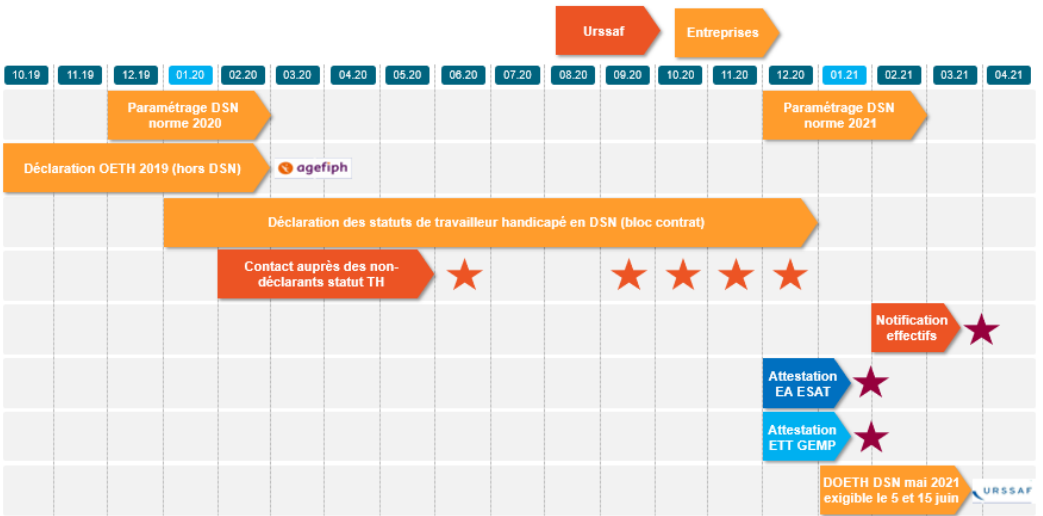 Urssaf
Entreprises
10.19 11.19 12.19 01.20 02.20 03.20 04.20 05.20 06.20 07.20 08.20 09.20 10.20 11.20 12.20 01.21 02.21 03.21 04.21
Paramétrage DSN
norme 2020
Paramétrage DSN
norme 2021
Déclaration OETH 2019 (hors DSN)
agefiph
Déclaration des statuts de travailleur handicapé en DSN (bloc contrat)
Contact auprès des non-
déclarants statut TH
Notification
effectifs
Attestation
EA ESAT
Attestation
ETT GEMP
DOETH DSN mai 2021
exigible le 5 et 15 juin
URSSAF